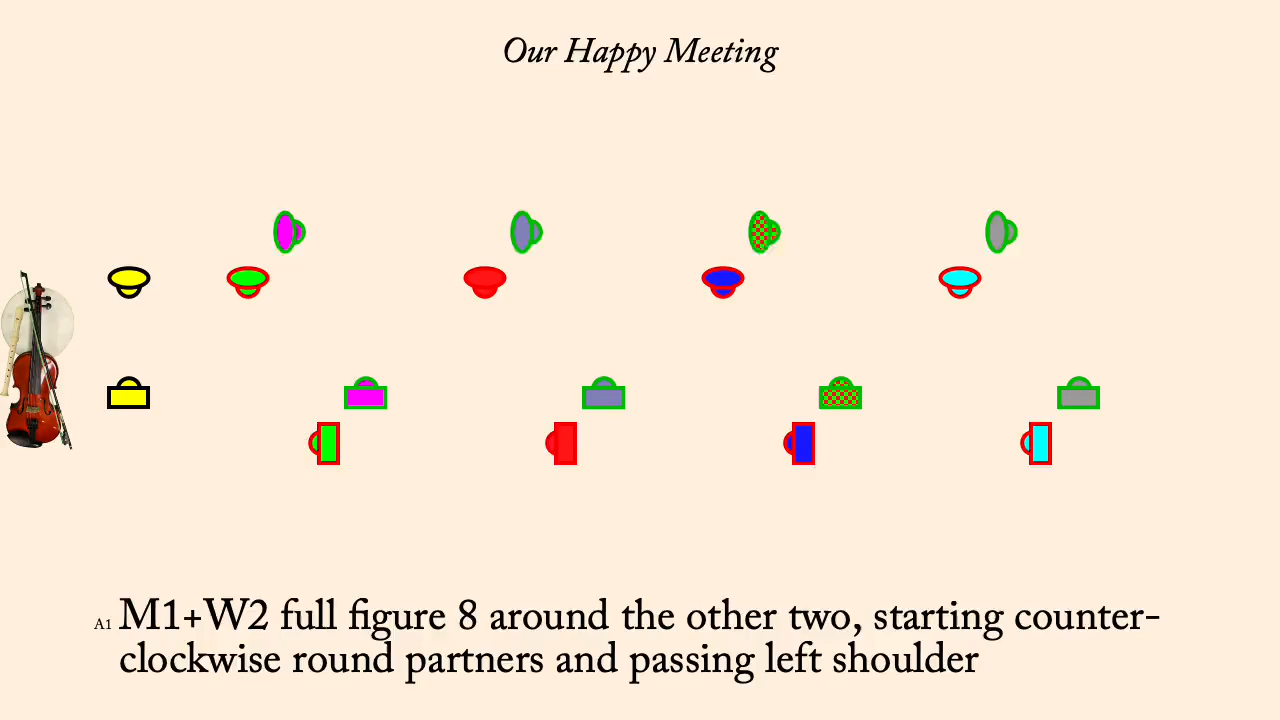 Our Happy Meeting
A1 M1+W2 full figure 8 around the other two, starting counter-
clockwise round partners and passing left shoulder